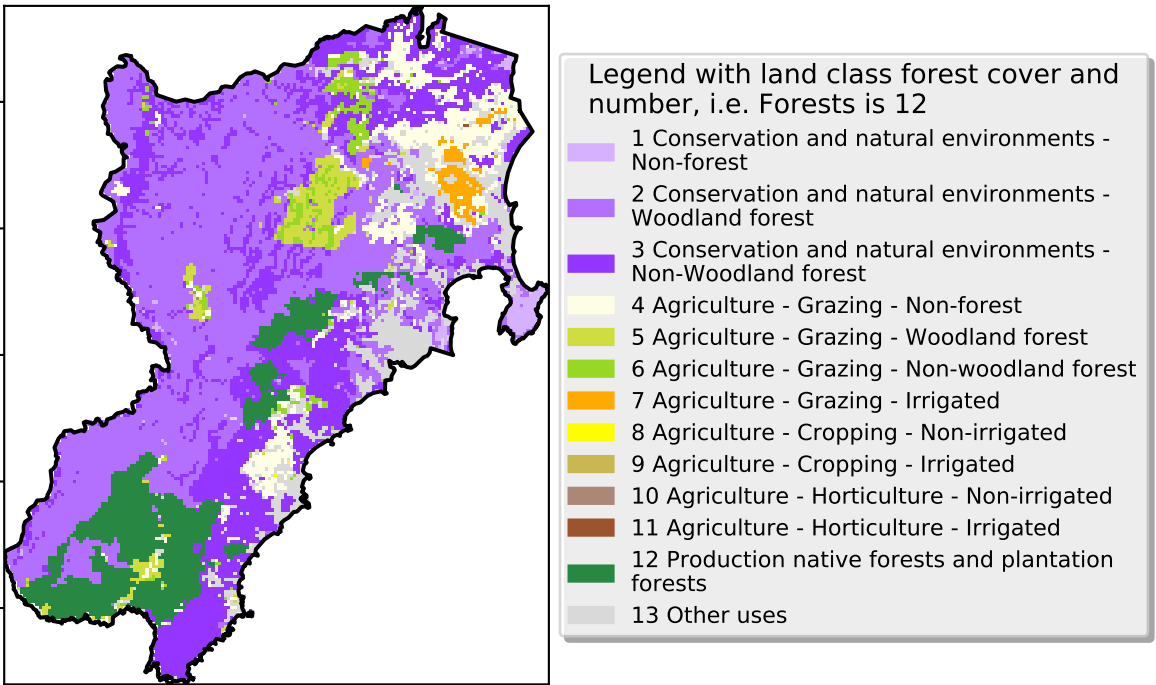 Legend with land class forest cover and
number, i.e. Forests is 12
1 Conservation and natural environments -
Non-forest
2 Conservation and natural environments -
Woodland forest
3 Conservation and natural environments -
Non-Woodland forest
4 Agriculture - Grazing - Non-forest
5 Agriculture - Grazing - Woodland forest
6 Agriculture - Grazing - Non-woodland forest
7 Agriculture - Grazing - Irrigated
8 Agriculture - Cropping - Non-irrigated
9 Agriculture - Cropping - Irrigated
10 Agriculture - Horticulture - Non-irrigated
11 Agriculture - Horticulture - Irrigated
12 Production native forests and plantation
forests
13 Other uses